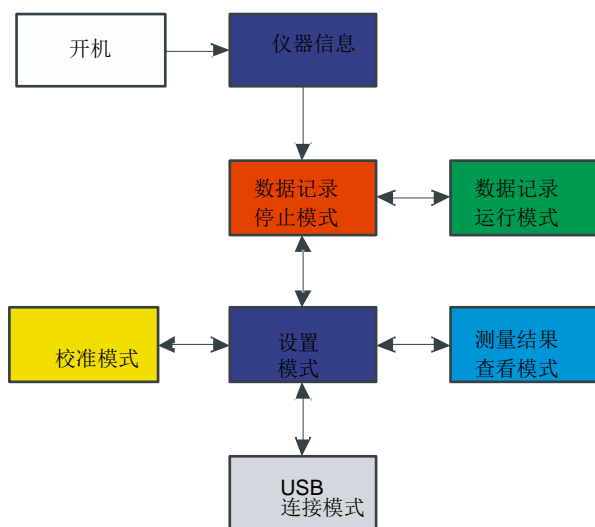 开机
仪器信息
数据记录
停止模式
数据记录
运行模式
校准模式
设置
模式
测量结果
查看模式
USB
连接模式